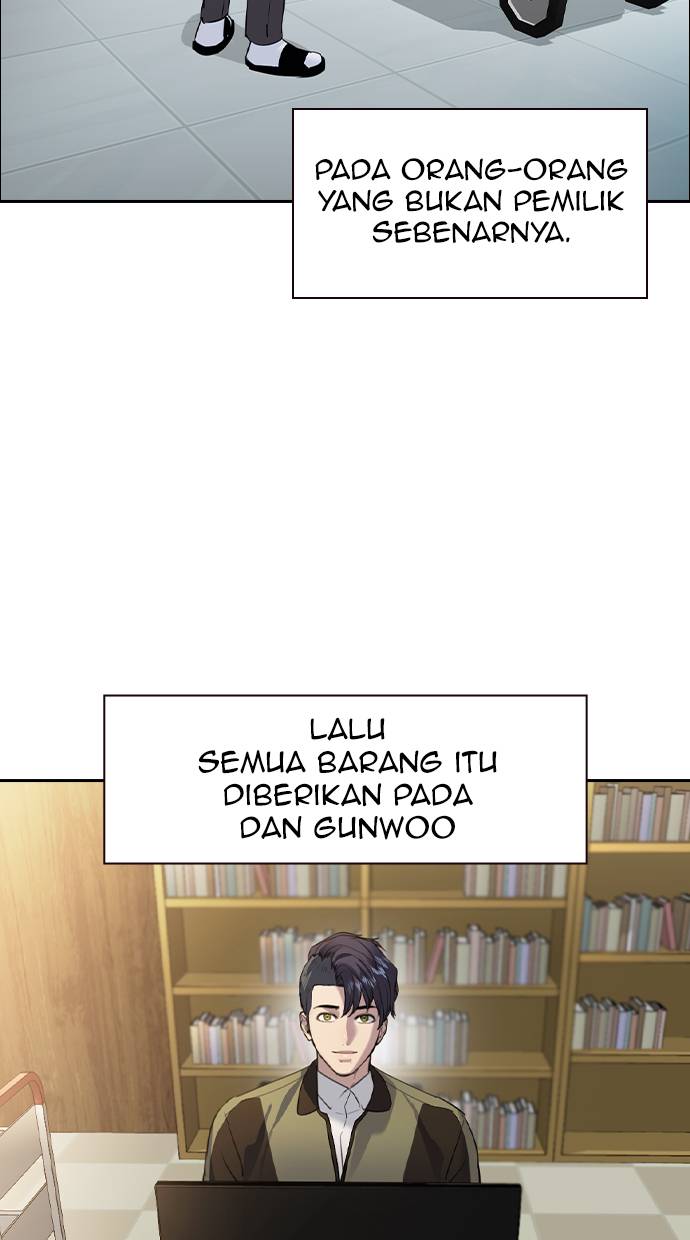 PADA ORANG-ORANG
YANG BUKAN PEMILIK
SEBENARNYA.
LALU
SEMUA BARANG ITU
DIBERIKAN PADA
DAN GUNWOO